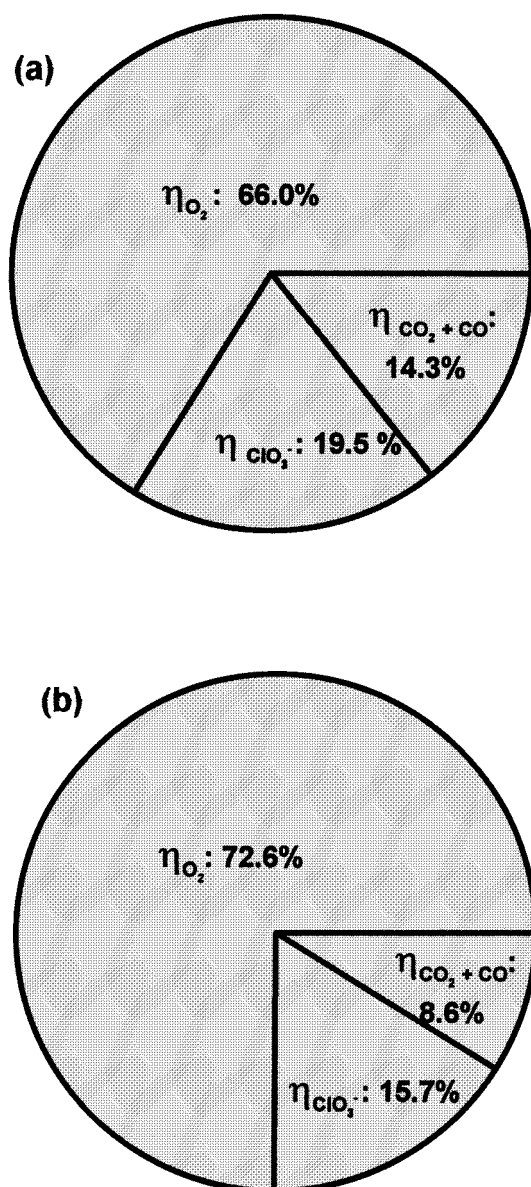 (a)
η O₂ : 66.0%
η CO₂ + CO :
14.3%
η ClO₃⁻ : 19.5 %
(b)
η O₂ : 72.6%
η CO₂ + CO :
8.6%
η ClO₃⁻ : 15.7%